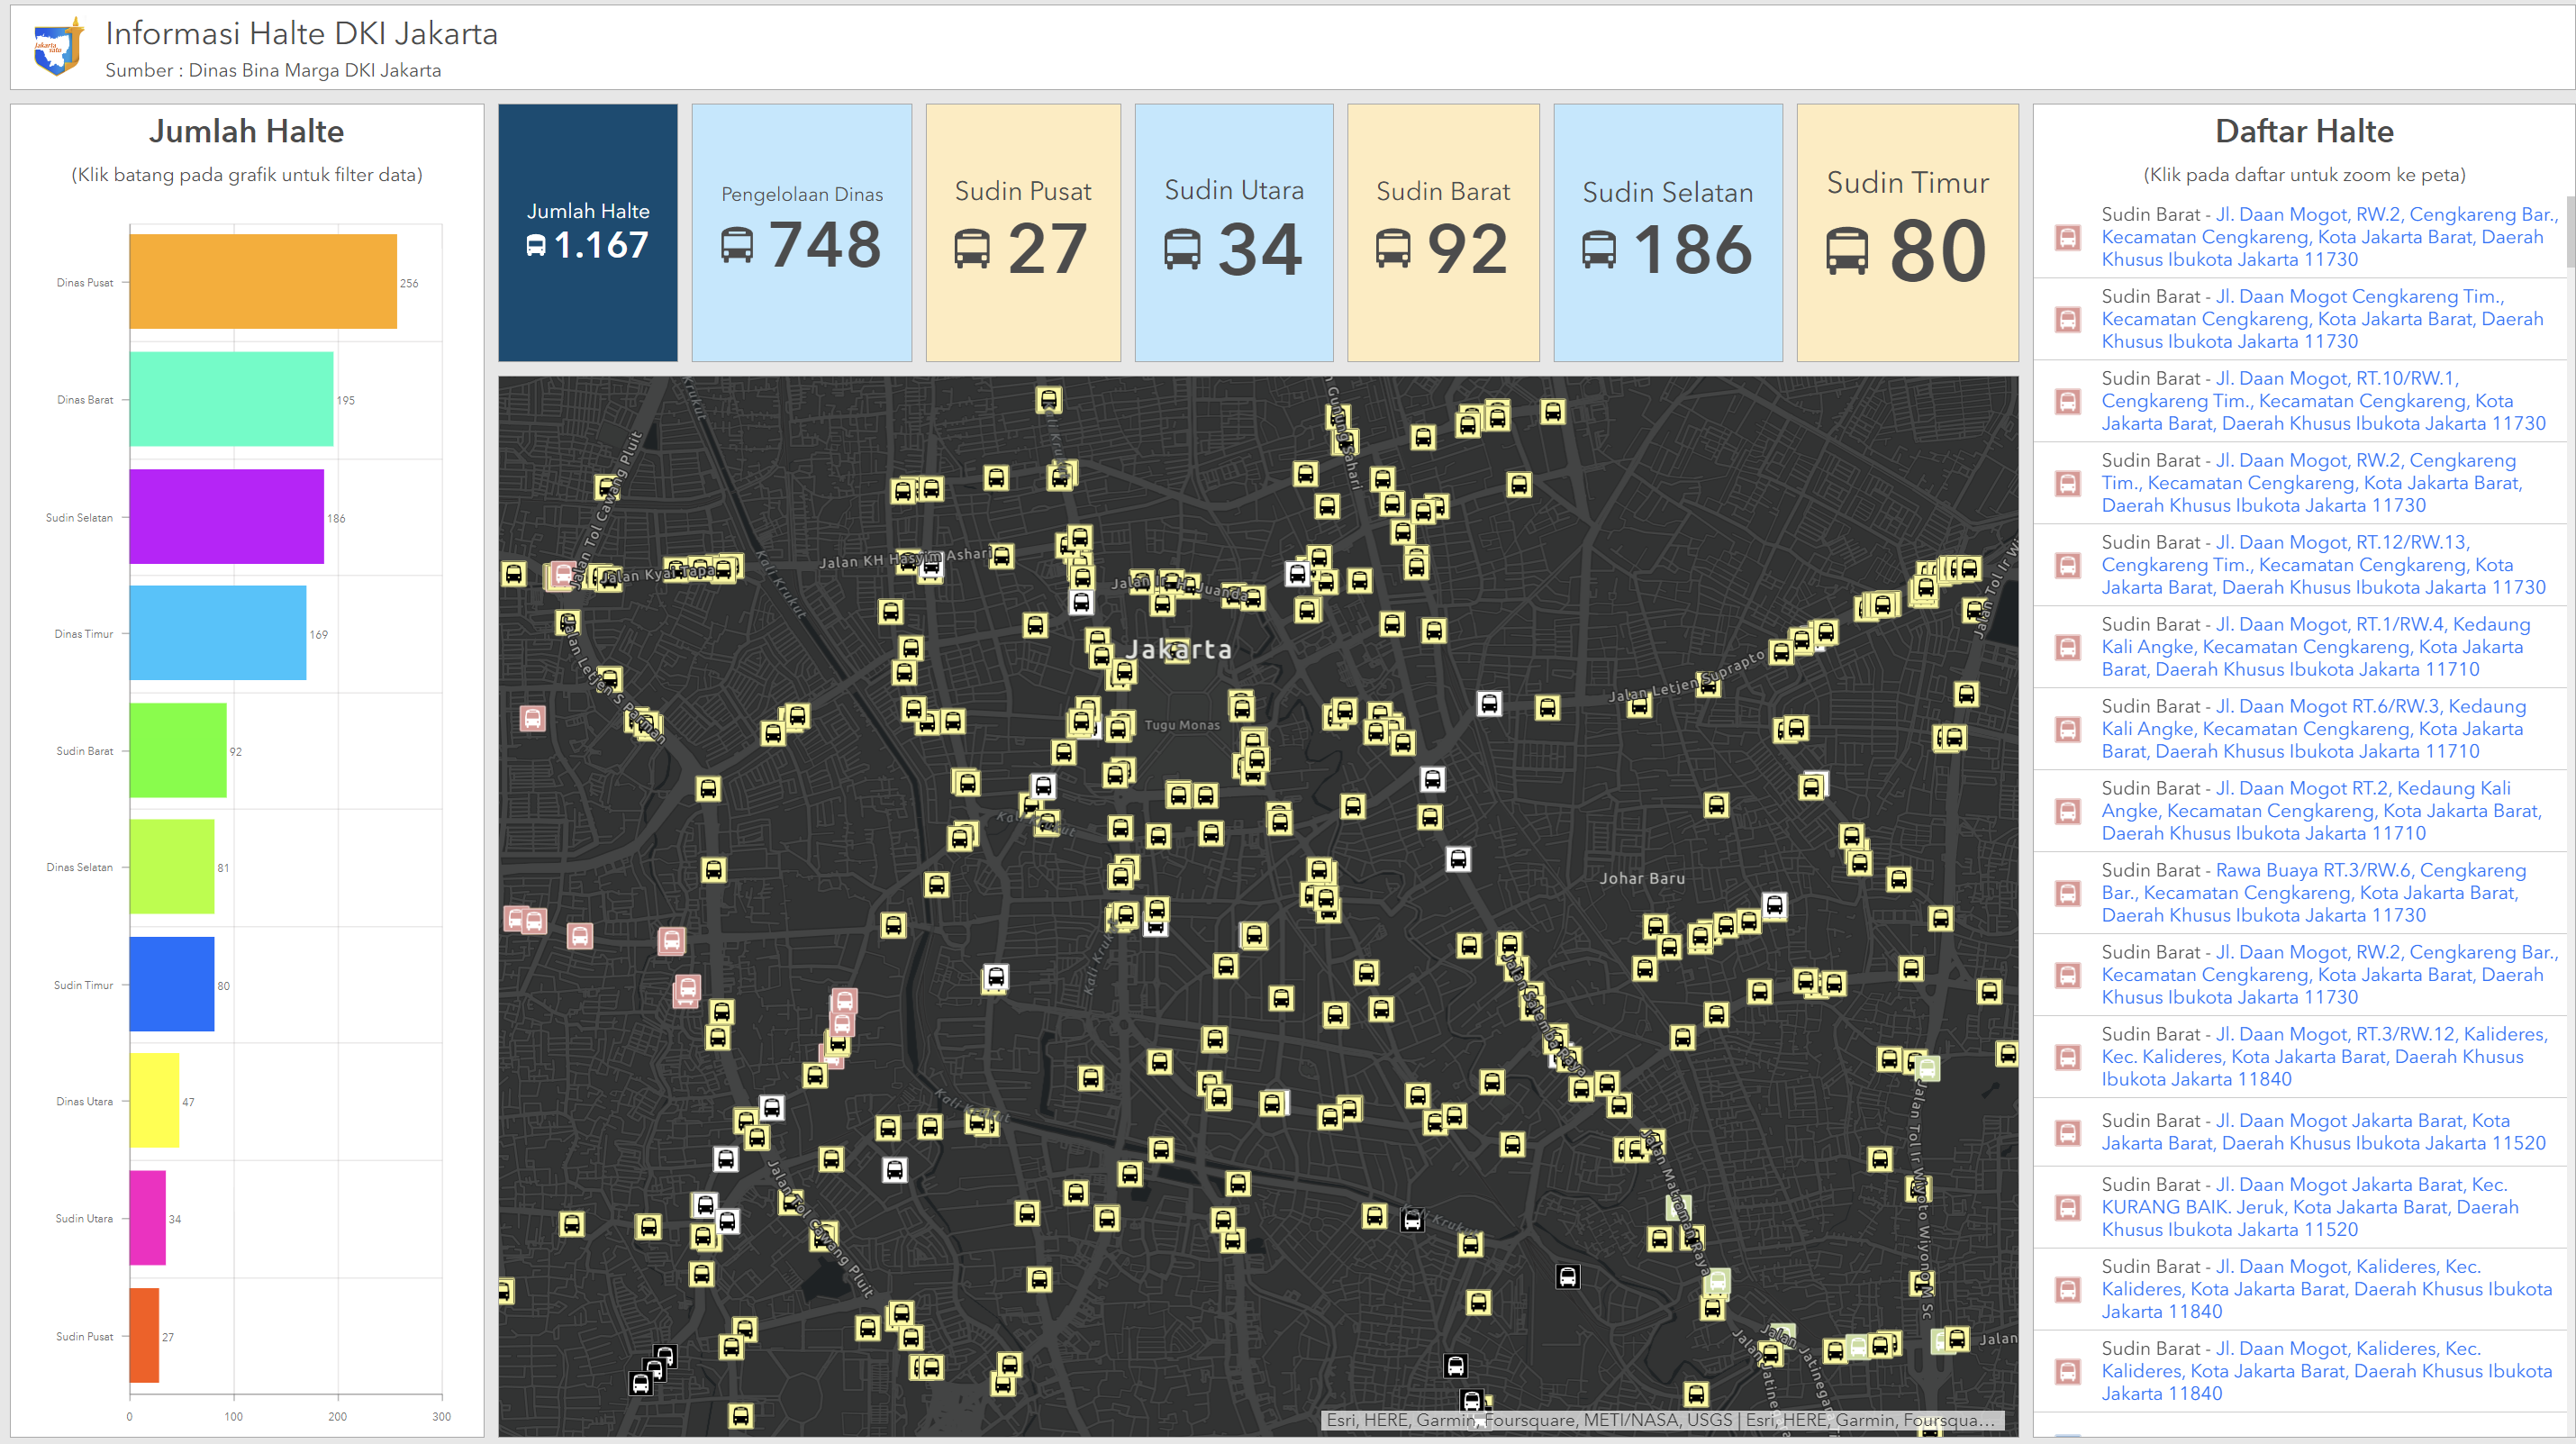 Informasi Halte DKI Jakarta
Sumber : Dinas Bina Marga DKI Jakarta
Jumlah Halte
(Klik batang pada grafik untuk filter data)
Dinas Pusat
256
Dinas Barat
195
Sudin Selatan
186
Dinas Timur
169
Sudin Barat
92
Dinas Selatan
81
Sudin Timur
80
Dinas Utara
47
Sudin Utara
34
Sudin Pusat
27
0 100 200 300
Jumlah Halte
1.167
Pengelolaan Dinas
748
Sudin Pusat
27
Sudin Utara
34
Sudin Barat
92
Sudin Selatan
186
Sudin Timur
80
Krukut
Jalan Tol Cawang Pluit
Kali Krukut
Gunung Sahari
Jalan KH Hasyim Ashari
Jalan Kyai Tapa
Kali Krukut
Jalan Ir H Juanda
Jakarta
Jalan Letjen S Parman
Jalan Letjen Suprapto
Tugu Monas
Kali Krukut
Johar Baru
Kali Krukut
Jalan Salemba Raya
Kali Krukut
Jalan Tol Cawang Pluit
Jalan Matraman Raya
Jalan Tol Ir Wiyoto Wiyono M Sc
Jalan
Esri, HERE, Garmin, Foursquare, METI/NASA, USGS | Esri, HERE, Garmin, Foursqua...
Daftar Halte
(Klik pada daftar untuk zoom ke peta)
Sudin Barat - Jl. Daan Mogot, RW.2, Cengkareng Bar.,
Kecamatan Cengkareng, Kota Jakarta Barat, Daerah
Khusus Ibukota Jakarta 11730
Sudin Barat - Jl. Daan Mogot Cengkareng Tim.,
Kecamatan Cengkareng, Kota Jakarta Barat, Daerah
Khusus Ibukota Jakarta 11730
Sudin Barat - Jl. Daan Mogot, RT.10/RW.1,
Cengkareng Tim., Kecamatan Cengkareng, Kota
Jakarta Barat, Daerah Khusus Ibukota Jakarta 11730
Sudin Barat - Jl. Daan Mogot, RW.2, Cengkareng
Tim., Kecamatan Cengkareng, Kota Jakarta Barat,
Daerah Khusus Ibukota Jakarta 11730
Sudin Barat - Jl. Daan Mogot, RT.12/RW.13,
Cengkareng Tim., Kecamatan Cengkareng, Kota
Jakarta Barat, Daerah Khusus Ibukota Jakarta 11730
Sudin Barat - Jl. Daan Mogot, RT.1/RW.4, Kedaung
Kali Angke, Kecamatan Cengkareng, Kota Jakarta
Barat, Daerah Khusus Ibukota Jakarta 11710
Sudin Barat - Jl. Daan Mogot RT.6/RW.3, Kedaung
Kali Angke, Kecamatan Cengkareng, Kota Jakarta
Barat, Daerah Khusus Ibukota Jakarta 11710
Sudin Barat - Jl. Daan Mogot RT.2, Kedaung Kali
Angke, Kecamatan Cengkareng, Kota Jakarta Barat,
Daerah Khusus Ibukota Jakarta 11710
Sudin Barat - Rawa Buaya RT.3/RW.6, Cengkareng
Bar., Kecamatan Cengkareng, Kota Jakarta Barat,
Daerah Khusus Ibukota Jakarta 11730
Sudin Barat - Jl. Daan Mogot, RW.2, Cengkareng Bar.,
Kecamatan Cengkareng, Kota Jakarta Barat, Daerah
Khusus Ibukota Jakarta 11730
Sudin Barat - Jl. Daan Mogot, RT.3/RW.12, Kalideres,
Kec. Kalideres, Kota Jakarta Barat, Daerah Khusus
Ibukota Jakarta 11840
Sudin Barat - Jl. Daan Mogot Jakarta Barat, Kota
Jakarta Barat, Daerah Khusus Ibukota Jakarta 11520
Sudin Barat - Jl. Daan Mogot Jakarta Barat, Kec.
KURANG BAIK. Jeruk, Kota Jakarta Barat, Daerah
Khusus Ibukota Jakarta 11520
Sudin Barat - Jl. Daan Mogot, Kalideres, Kec.
Kalideres, Kota Jakarta Barat, Daerah Khusus Ibukota
Jakarta 11840
Sudin Barat - Jl. Daan Mogot, Kalideres, Kec.
Kalideres, Kota Jakarta Barat, Daerah Khusus Ibukota
Jakarta 11840